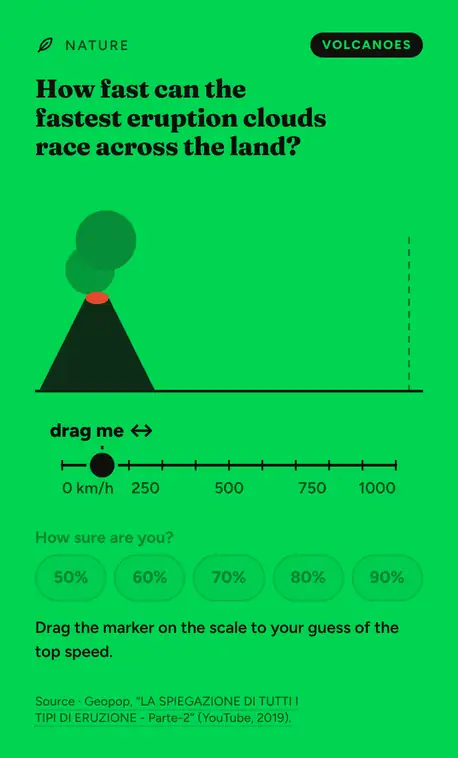 NATURE
VOLCANOES
How fast can the
fastest eruption clouds
race across the land?
drag me ↔
0 km/h 250 500 750 1000
How sure are you?
50% 60% 70% 80% 90%
Drag the marker on the scale to your guess of the
top speed.
Source · Geopop, "LA SPIEGAZIONE DI TUTTI I
TIPI DI ERUZIONE - Parte-2" (YouTube, 2019).